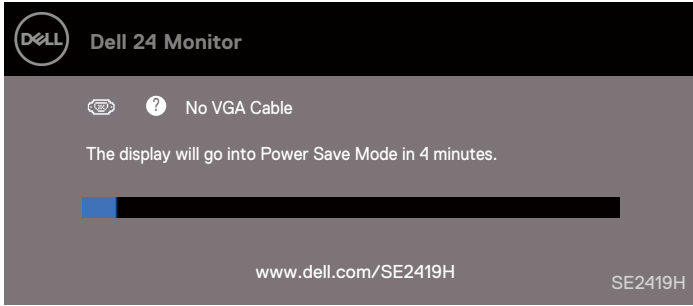 DELL
Dell 24 Monitor
? No VGA Cable
The display will go into Power Save Mode in 4 minutes.
www.dell.com/SE2419H
SE2419H